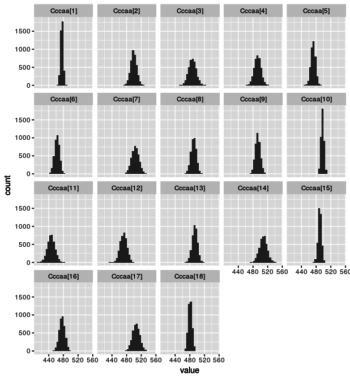 Cccaa[1] Cccaa[2] Cccaa[3] Cccaa[4] Cccaa[5]
1500
1000
500
0
Cccaa[6] Cccaa[7] Cccaa[8] Cccaa[9] Cccaa[10]
1500
1000
500
0
count
Cccaa[11] Cccaa[12] Cccaa[13] Cccaa[14] Cccaa[15]
1500
1000
500
0
440 480 520 560 440 480 520 560
Cccaa[16] Cccaa[17] Cccaa[18]
1500
1000
500
0
440 480 520 560 440 480 520 560 440 480 520 560
value